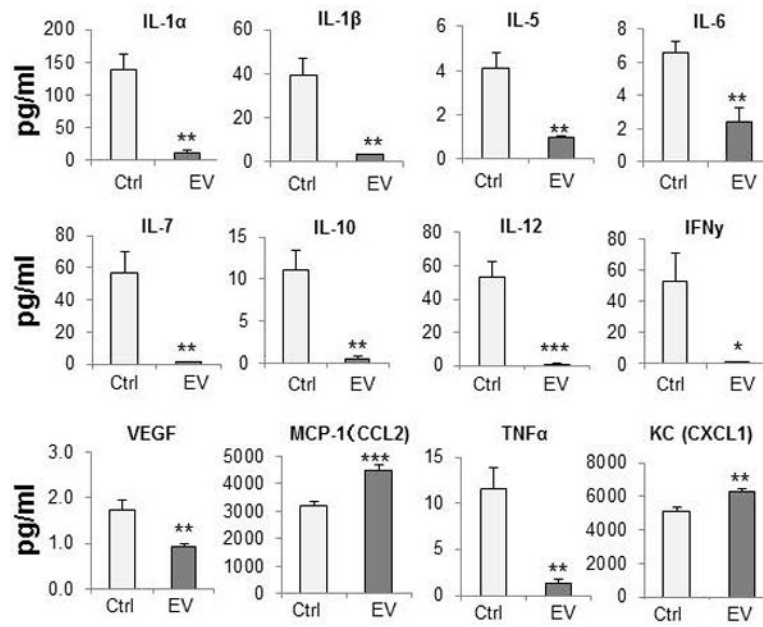 IL-1α
pg/ml
200
150
100
50
0
**
Ctrl EV
IL-1β
60
40
20
0
**
Ctrl EV
IL-5
6
4
2
0
**
Ctrl EV
IL-6
8
6
4
2
0
**
Ctrl EV
IL-7
pg/ml
80
60
40
20
0
**
Ctrl EV
IL-10
15
10
5
0
**
Ctrl EV
IL-12
80
60
40
20
0
***
Ctrl EV
IFNy
80
60
40
20
0
*
Ctrl EV
VEGF
pg/ml
3.0
2.0
1.0
0.0
**
Ctrl EV
MCP-1(CCL2)
5000
4000
3000
2000
1000
0
***
Ctrl EV
TNFα
15
10
5
0
**
Ctrl EV
KC (CXCL1)
8000
6000
4000
2000
0
**
Ctrl EV